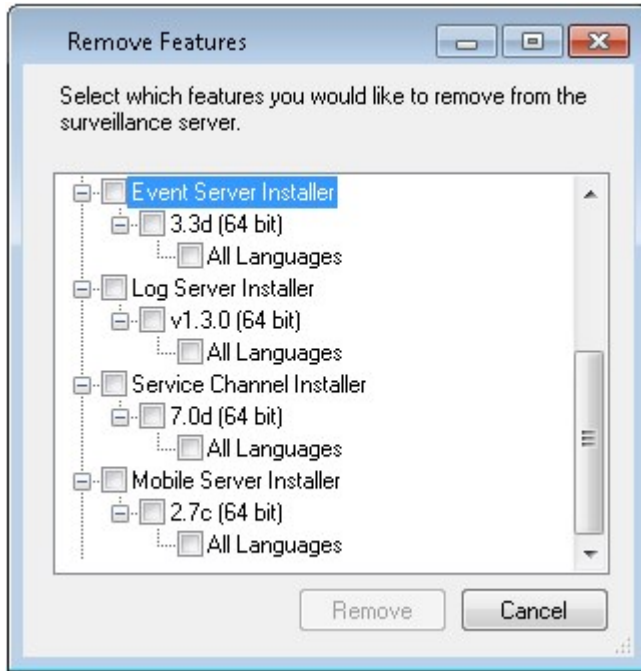 Remove Features
Select which features you would like to remove from the
surveillance server.
Event Server Installer
3.3d (64 bit)
All Languages
Log Server Installer
v1.3.0 (64 bit)
All Languages
Service Channel Installer
7.0d (64 bit)
All Languages
Mobile Server Installer
2.7c (64 bit)
All Languages
Remove Cancel